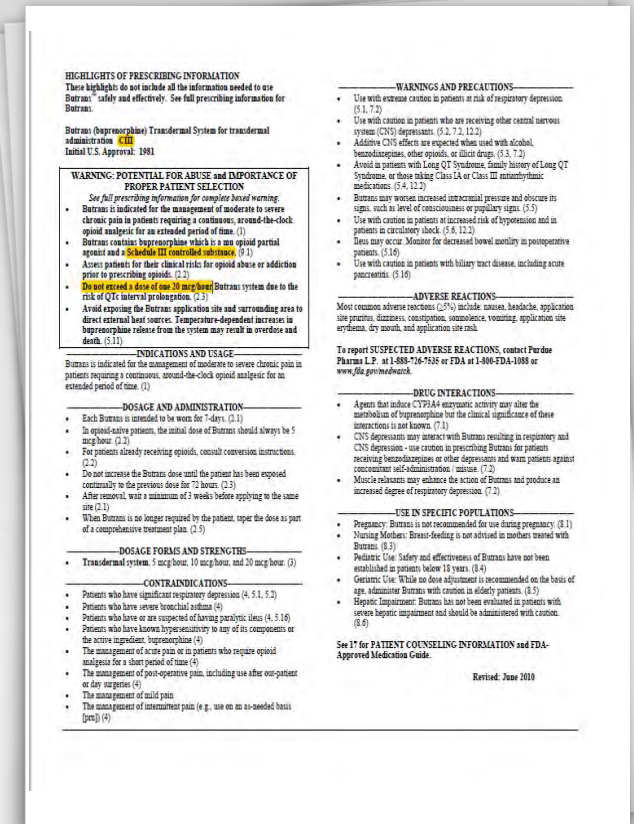 HIGHLIGHTS OF PRESCRIBING INFORMATION
These highlights do not include all the information needed to use
Butrans™ safely and effectively. See full prescribing information for
Butrans.
Butrans (buprenorphine) Transdermal System for transdermal
administration CIII
Initial U.S. Approval: 1981
WARNING: POTENTIAL FOR ABUSE and IMPORTANCE OF
PROPER PATIENT SELECTION
See full prescribing information for complete boxed warning.
• Butrans is indicated for the management of moderate to severe
chronic pain in patients requiring a continuous, around-the-clock
opioid analgesic for an extended period of time. (1)
• Butrans contains buprenorphine which is a mu opioid partial
agonist and a Schedule III controlled substance. (9.1)
• Assess patients for their clinical risks for opioid abuse or addiction
prior to prescribing opioids. (2.2)
• Do not exceed a dose of one 20 mcg/hour Butrans system due to the
risk of QTc interval prolongation. (2.3)
• Avoid exposing the Butrans application site and surrounding area to
direct external heat sources. Temperature-dependent increases in
buprenorphine release from the system may result in overdose and
death. (5.11)
INDICATIONS AND USAGE
Butrans is indicated for the management of moderate to severe chronic pain in
patients requiring a continuous, around-the-clock opioid analgesic for an
extended period of time. (1)
DOSAGE AND ADMINISTRATION
• Each Butrans is intended to be worn for 7-days. (2.1)
• In opioid-naïve patients, the initial dose of Butrans should always be 5
mcg/hour. (2.2)
• For patients already receiving opioids, consult conversion instructions.
(2.2)
• Do not increase the Butrans dose until the patient has been exposed
continually to the previous dose for 72 hours. (2.3)
• After removal, wait a minimum of 3 weeks before applying to the same
site (2.1)
• When Butrans is no longer required by the patient, taper the dose as part
of a comprehensive treatment plan. (2.5)
DOSAGE FORMS AND STRENGTHS
• Transdermal system, 5 mcg/hour, 10 mcg/hour, and 20 mcg/hour. (3)
CONTRAINDICATIONS
• Patients who have significant respiratory depression (4, 5.1, 5.2)
• Patients who have severe bronchial asthma (4)
• Patients who have or are suspected of having paralytic ileus (4, 5.16)
• Patients who have known hypersensitivity to any of its components or
the active ingredient, buprenorphine (4)
• The management of acute pain or in patients who require opioid
analgesia for a short period of time (4)
• The management of post-operative pain, including use after out-patient
or day surgeries (4)
• The management of mild pain
• The management of intermittent pain (e.g., use on an as-needed basis
[prn]) (4)
WARNINGS AND PRECAUTIONS
• Use with extreme caution in patients at risk of respiratory depression.
(5.1, 7.2)
• Use with caution in patients who are receiving other central nervous
system (CNS) depressants. (5.2, 7.2, 12.2)
• Additive CNS effects are expected when used with alcohol,
benzodiazepines, other opioids, or illicit drugs. (5.3, 7.2)
• Avoid in patients with Long QT Syndrome, family history of Long QT
Syndrome, or those taking Class IA or Class III antiarrhythmic
medications. (5.4, 12.2)
• Butrans may worsen increased intracranial pressure and obscure its
signs, such as level of consciousness or pupillary signs. (5.5)
• Use with caution in patients at increased risk of hypotension and in
patients in circulatory shock. (5.6, 12.2)
• Ileus may occur. Monitor for decreased bowel motility in postoperative
patients. (5.16)
• Use with caution in patients with biliary tract disease, including acute
pancreatitis. (5.16)
ADVERSE REACTIONS
Most common adverse reactions (≥5%) include: nausea, headache, application
site pruritus, dizziness, constipation, somnolence, vomiting, application site
erythema, dry mouth, and application site rash.
To report SUSPECTED ADVERSE REACTIONS, contact Purdue
Pharma L.P. at 1-888-726-7535 or FDA at 1-800-FDA-1088 or
www.fda.gov/medwatch.
DRUG INTERACTIONS
• Agents that induce CYP3A4 enzymatic activity may alter the
metabolism of buprenorphine but the clinical significance of these
interactions is not known. (7.1)
• CNS depressants may interact with Butrans resulting in respiratory and
CNS depression - use caution in prescribing Butrans for patients
receiving benzodiazepines or other depressants and warn patients against
concomitant self-administration / misuse. (7.2)
• Muscle relaxants may enhance the action of Butrans and produce an
increased degree of respiratory depression. (7.2)
USE IN SPECIFIC POPULATIONS
• Pregnancy: Butrans is not recommended for use during pregnancy. (8.1)
• Nursing Mothers: Breast-feeding is not advised in mothers treated with
Butrans. (8.3)
• Pediatric Use: Safety and effectiveness of Butrans have not been
established in patients below 18 years. (8.4)
• Geriatric Use: While no dose adjustment is recommended on the basis of
age, administer Butrans with caution in elderly patients. (8.5)
• Hepatic Impairment: Butrans has not been evaluated in patients with
severe hepatic impairment and should be administered with caution.
(8.6)
See 17 for PATIENT COUNSELING INFORMATION and FDA-
Approved Medication Guide.
Revised: June 2010